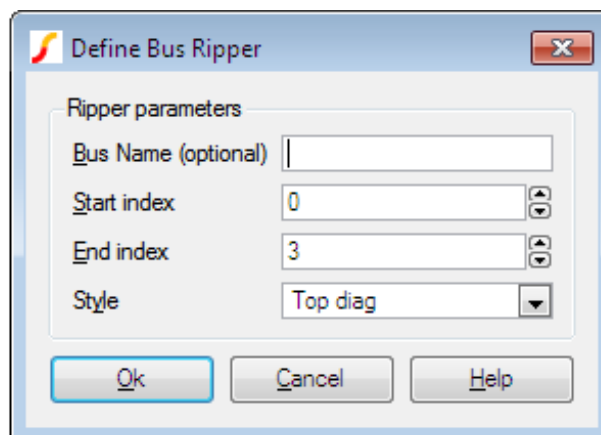 Define Bus Ripper
Ripper parameters
Bus Name (optional)
Start index 0
End index 3
Style Top diag
Ok Cancel Help